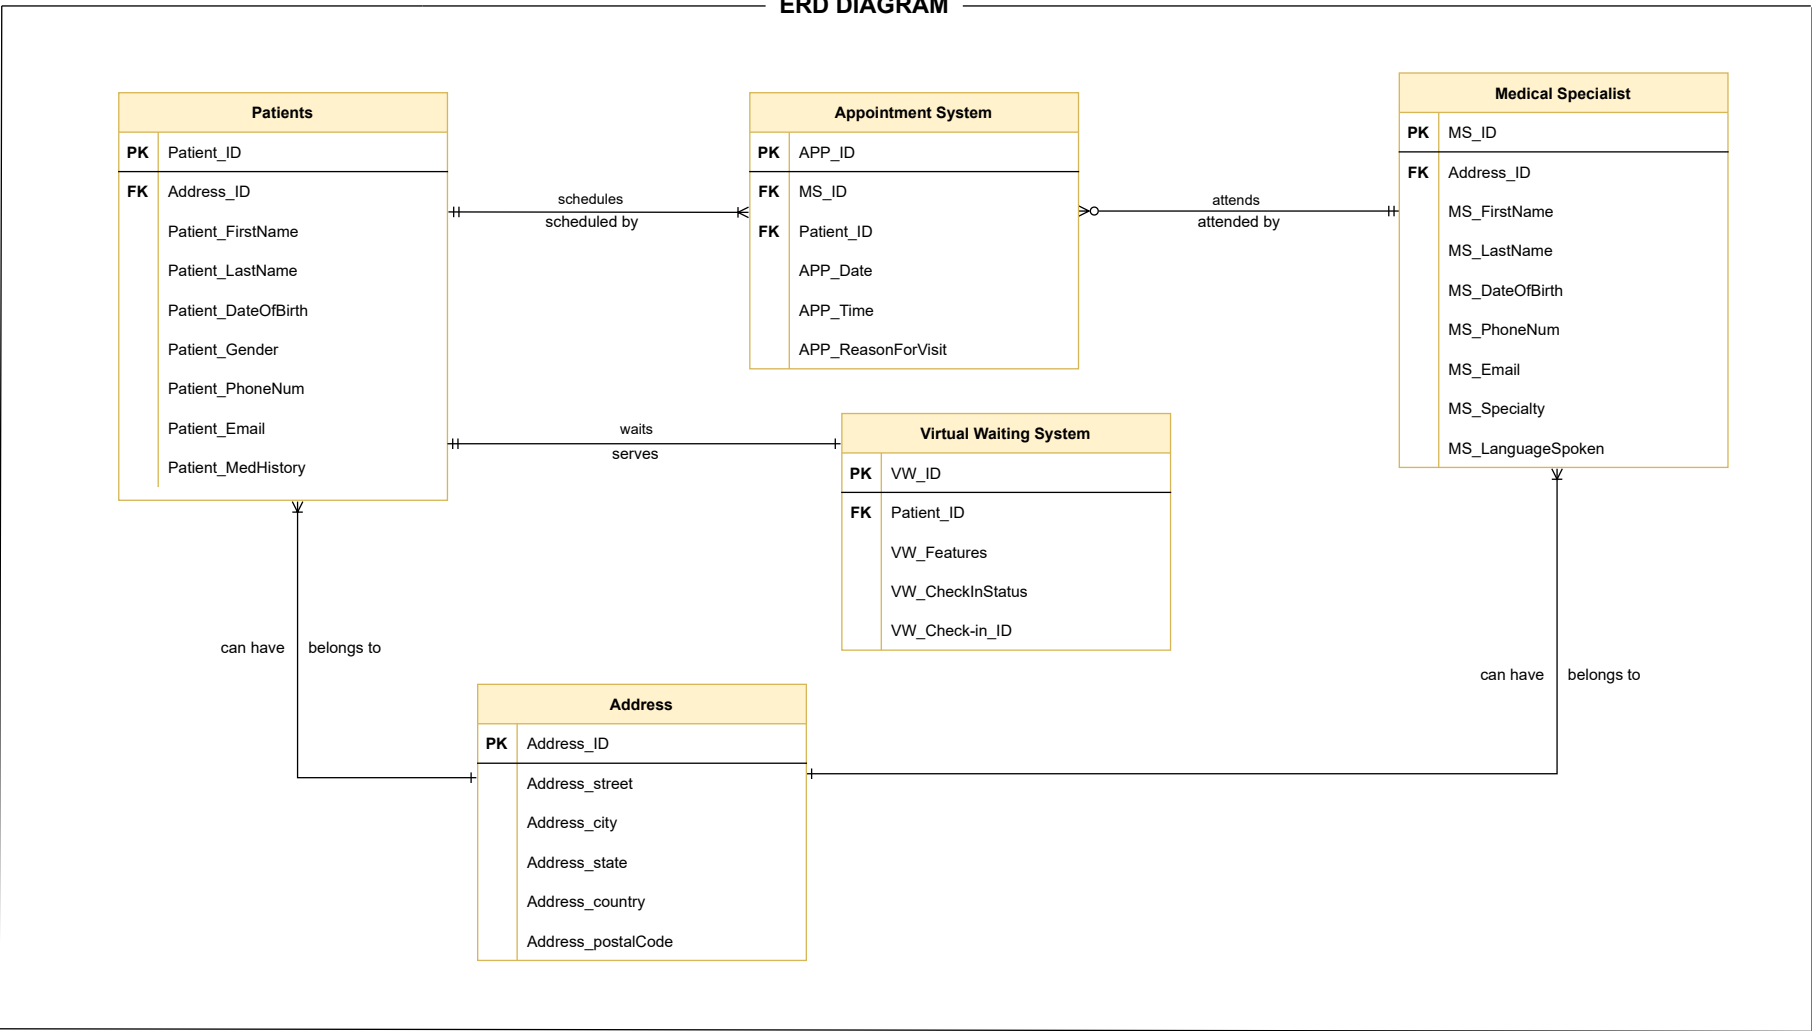 ERD DIAGRAM
Patients
PK Patient_ID
FK Address_ID
Patient_FirstName
Patient_LastName
Patient_DateOfBirth
Patient_Gender
Patient_PhoneNum
Patient_Email
Patient_MedHistory
schedules
scheduled by
Appointment System
PK APP_ID
FK MS_ID
FK Patient_ID
APP_Date
APP_Time
APP_ReasonForVisit
attends
attended by
Medical Specialist
PK MS_ID
FK Address_ID
MS_FirstName
MS_LastName
MS_DateOfBirth
MS_PhoneNum
MS_Email
MS_Specialty
MS_LanguageSpoken
waits
serves
Virtual Waiting System
PK VW_ID
FK Patient_ID
VW_Features
VW_CheckInStatus
VW_Check-in_ID
can have belongs to
can have belongs to
Address
PK Address_ID
Address_street
Address_city
Address_state
Address_country
Address_postalCode